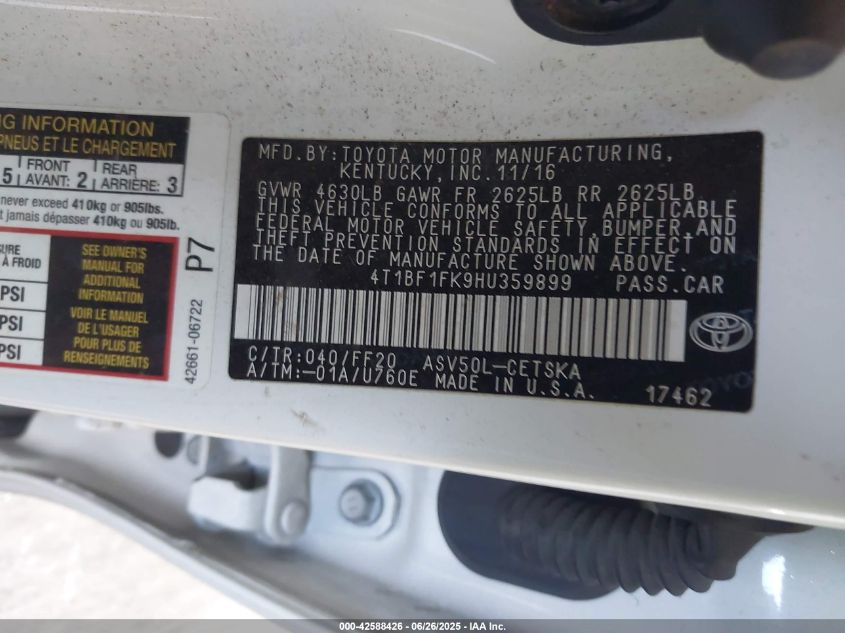 NG INFORMATION
PNEUS ET LE CHARGEMENT
5 FRONT AVANT: 2 REAR ARRIÈRE: 3
never exceed 410kg or 905lbs.
t jamais dépasser 410kg ou 905lb.
SURE
À FROID
PSI
PSI
PSI
SEE OWNER'S
MANUAL FOR
ADDITIONAL
INFORMATION
VOIR LE MANUEL
DE L'USAGER
POUR PLUS DE
RENSEIGNEMENTS
P7
42661-06722
MFD.BY:TOYOTA MOTOR MANUFACTURING,
KENTUCKY,INC.11/16
GVWR 4630LB GAWR FR 2625LB RR 2625LB
THIS VEHICLE CONFORMS TO ALL APPLICABLE
FEDERAL MOTOR VEHICLE SAFETY,BUMPER,AND
THEFT PREVENTION STANDARDS IN EFFECT ON
THE DATE OF MANUFACTURE SHOWN ABOVE.
4T1BF1FK9HU359899 PASS.CAR
C/TR:040/FF20 ASV50L-CETSKA
A/TM:-01A/U760E MADE IN U.S.A.
17462
000-42588426 - 06/26/2025 - IAA Inc.